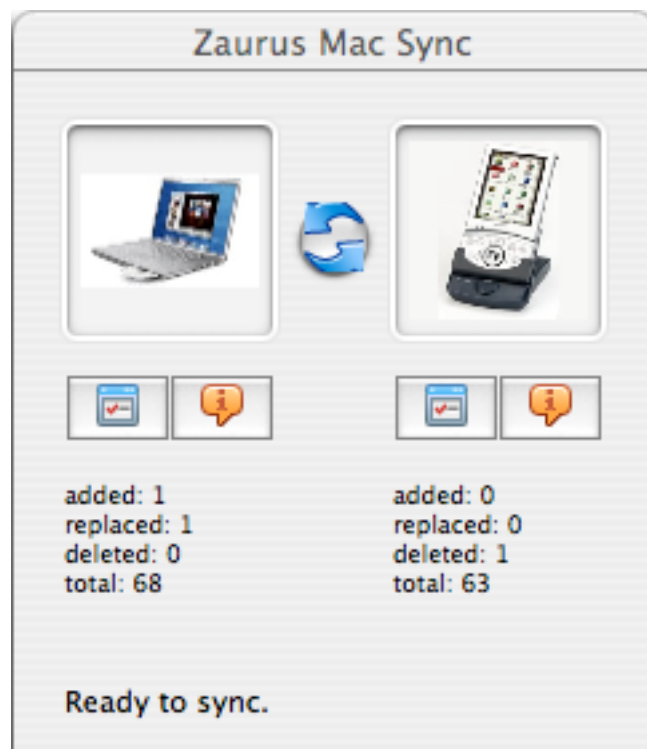 Zaurus Mac Sync
added: 1
replaced: 1
deleted: 0
total: 68
added: 0
replaced: 0
deleted: 1
total: 63
Ready to sync.